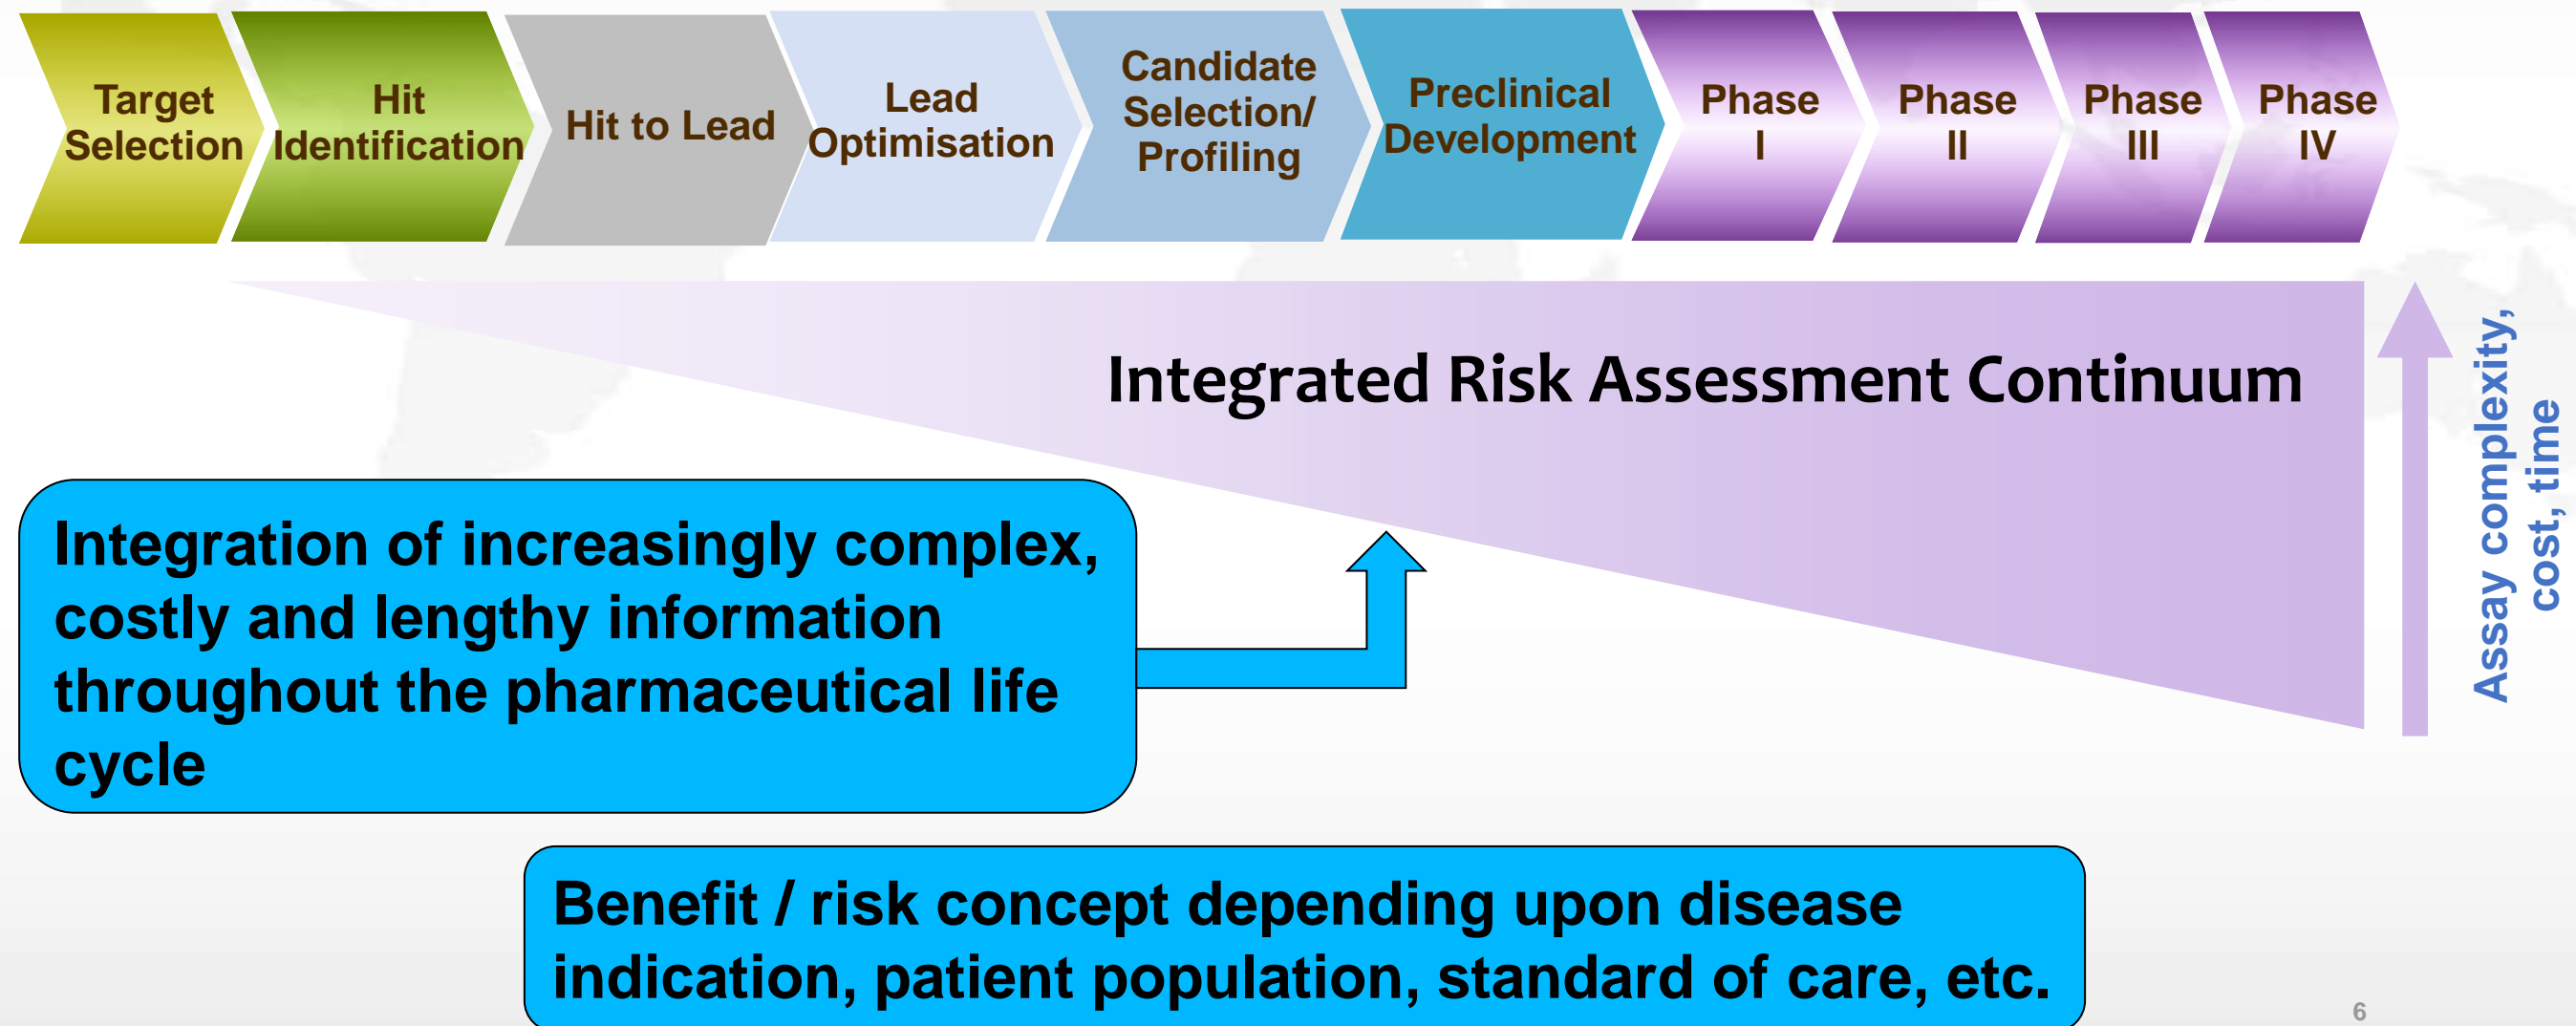 Target
Selection
Hit
Identification
Hit to Lead
Lead
Optimisation
Candidate
Selection/
Profiling
Preclinical
Development
Phase
I
Phase
II
Phase
III
Phase
IV
Integrated Risk Assessment Continuum
Assay complexity,
cost, time
Integration of increasingly complex,
costly and lengthy information
throughout the pharmaceutical life
cycle
Benefit / risk concept depending upon disease
indication, patient population, standard of care, etc.
6